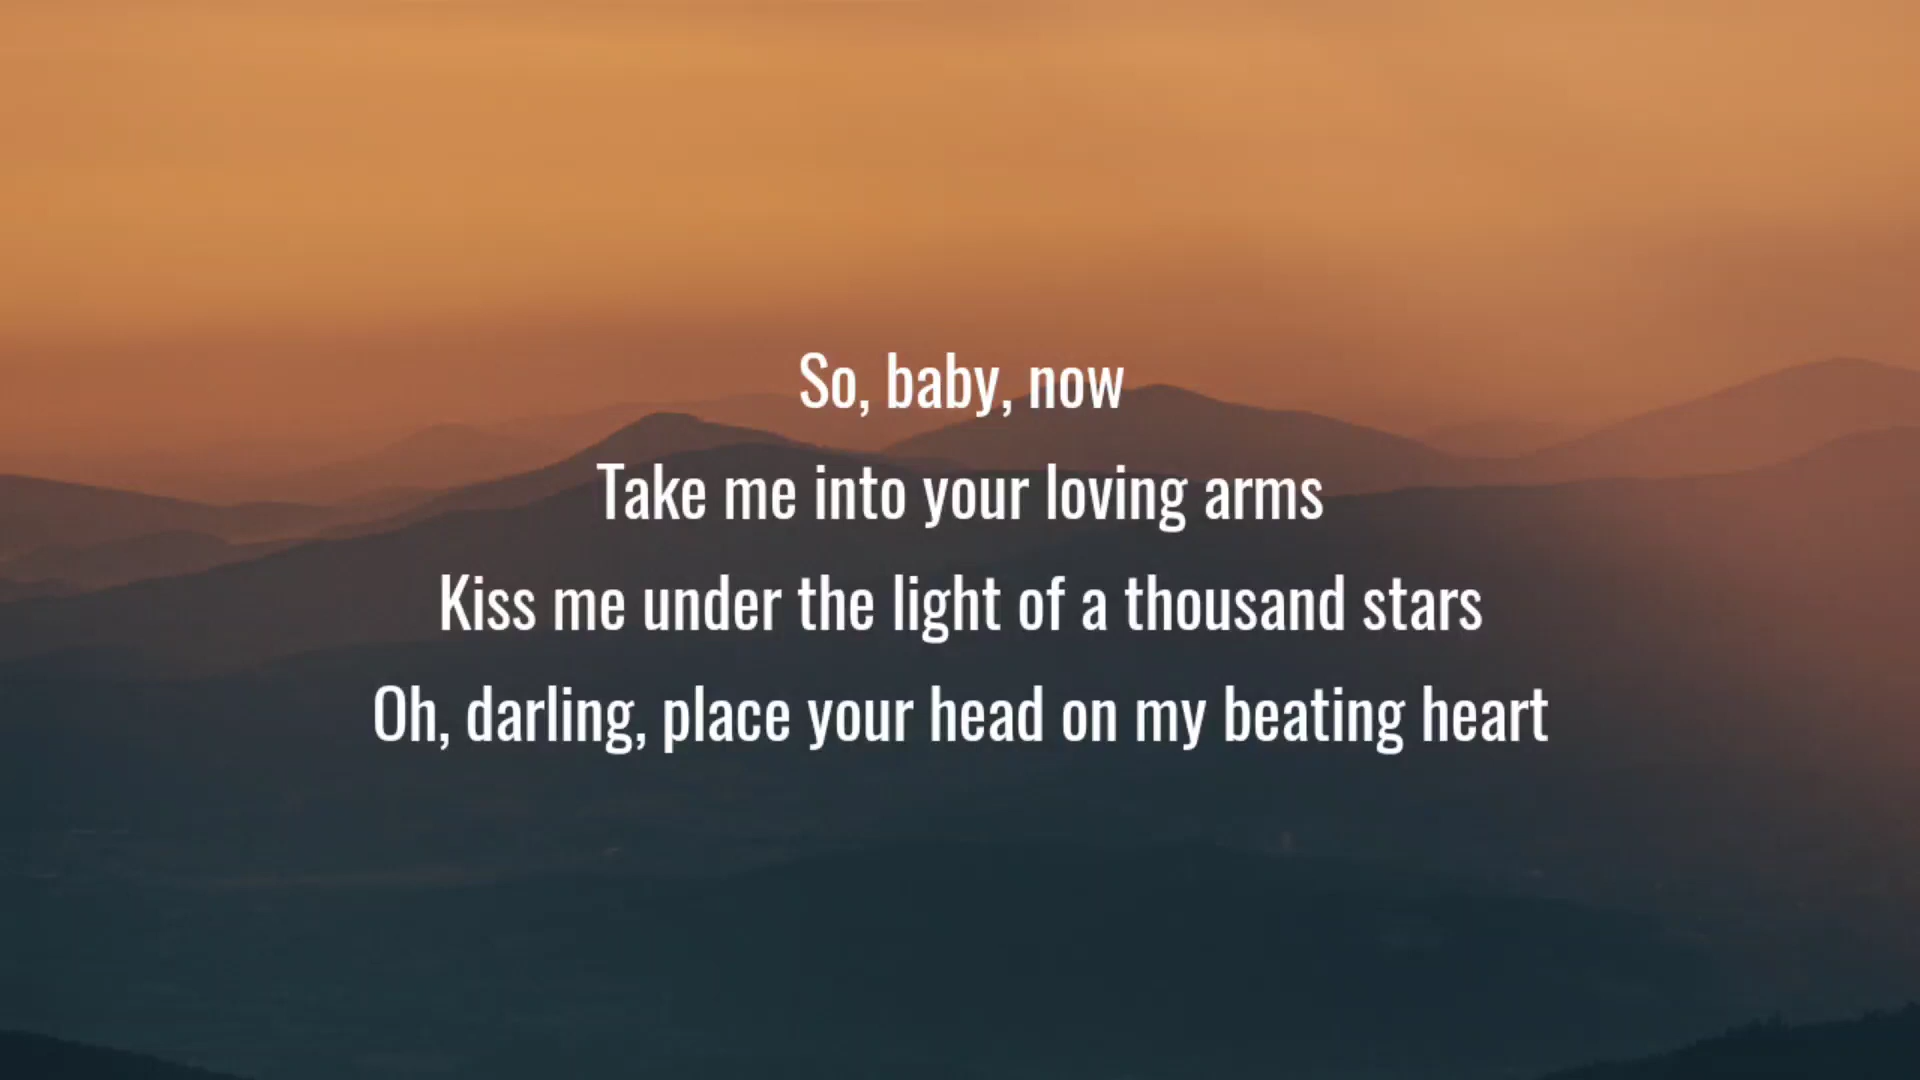 So, baby, now
Take me into your loving arms
Kiss me under the light of a thousand stars
Oh, darling, place your head on my beating heart